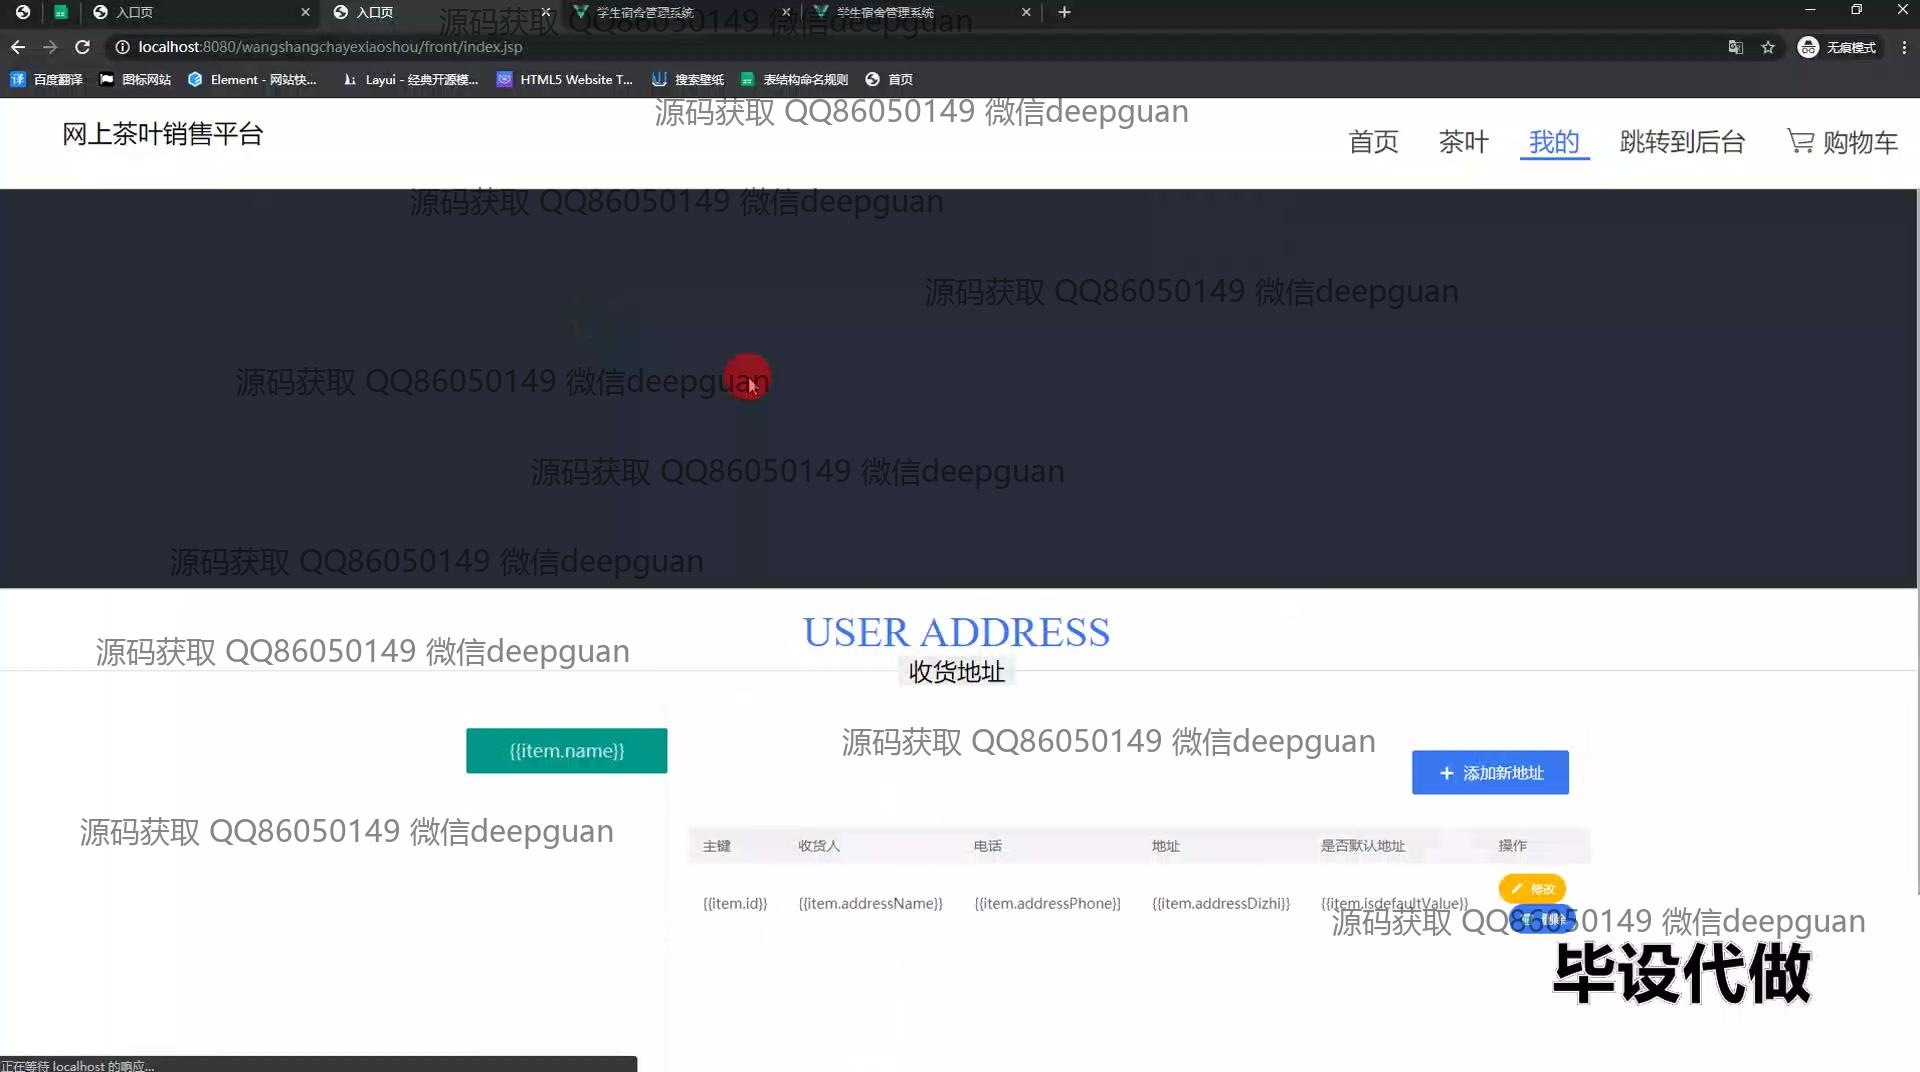 入口页
入口页
学生宿舍管理系统
学生宿舍管理系统
源码获取 QQ86050149 微信deepguan
localhost:8080/wangshangchayexiaoshou/front/index.jsp
无痕模式
百度翻译
图标网站
Element - 网站快...
Layui - 经典开源模...
HTML5 Website T...
搜索壁纸
表结构命名规则
首页
源码获取 QQ86050149 微信deepguan
网上茶叶销售平台
首页
茶叶
我的
跳转到后台
购物车
源码获取 QQ86050149 微信deepguan
源码获取 QQ86050149 微信deepguan
源码获取 QQ86050149 微信deepguan
源码获取 QQ86050149 微信deepguan
源码获取 QQ86050149 微信deepguan
USER ADDRESS
源码获取 QQ86050149 微信deepguan
收货地址
{{item.name}}
源码获取 QQ86050149 微信deepguan
添加新地址
源码获取 QQ86050149 微信deepguan
主键 收货人 电话 地址 是否默认地址 操作
{{item.id}} {{item.addressName}} {{item.addressPhone}} {{item.addressDizhi}} {{item.isdefaultValue}}
修改
删除
源码获取 QQ86050149 微信deepguan
毕设代做
正在等待 localhost 的响应...